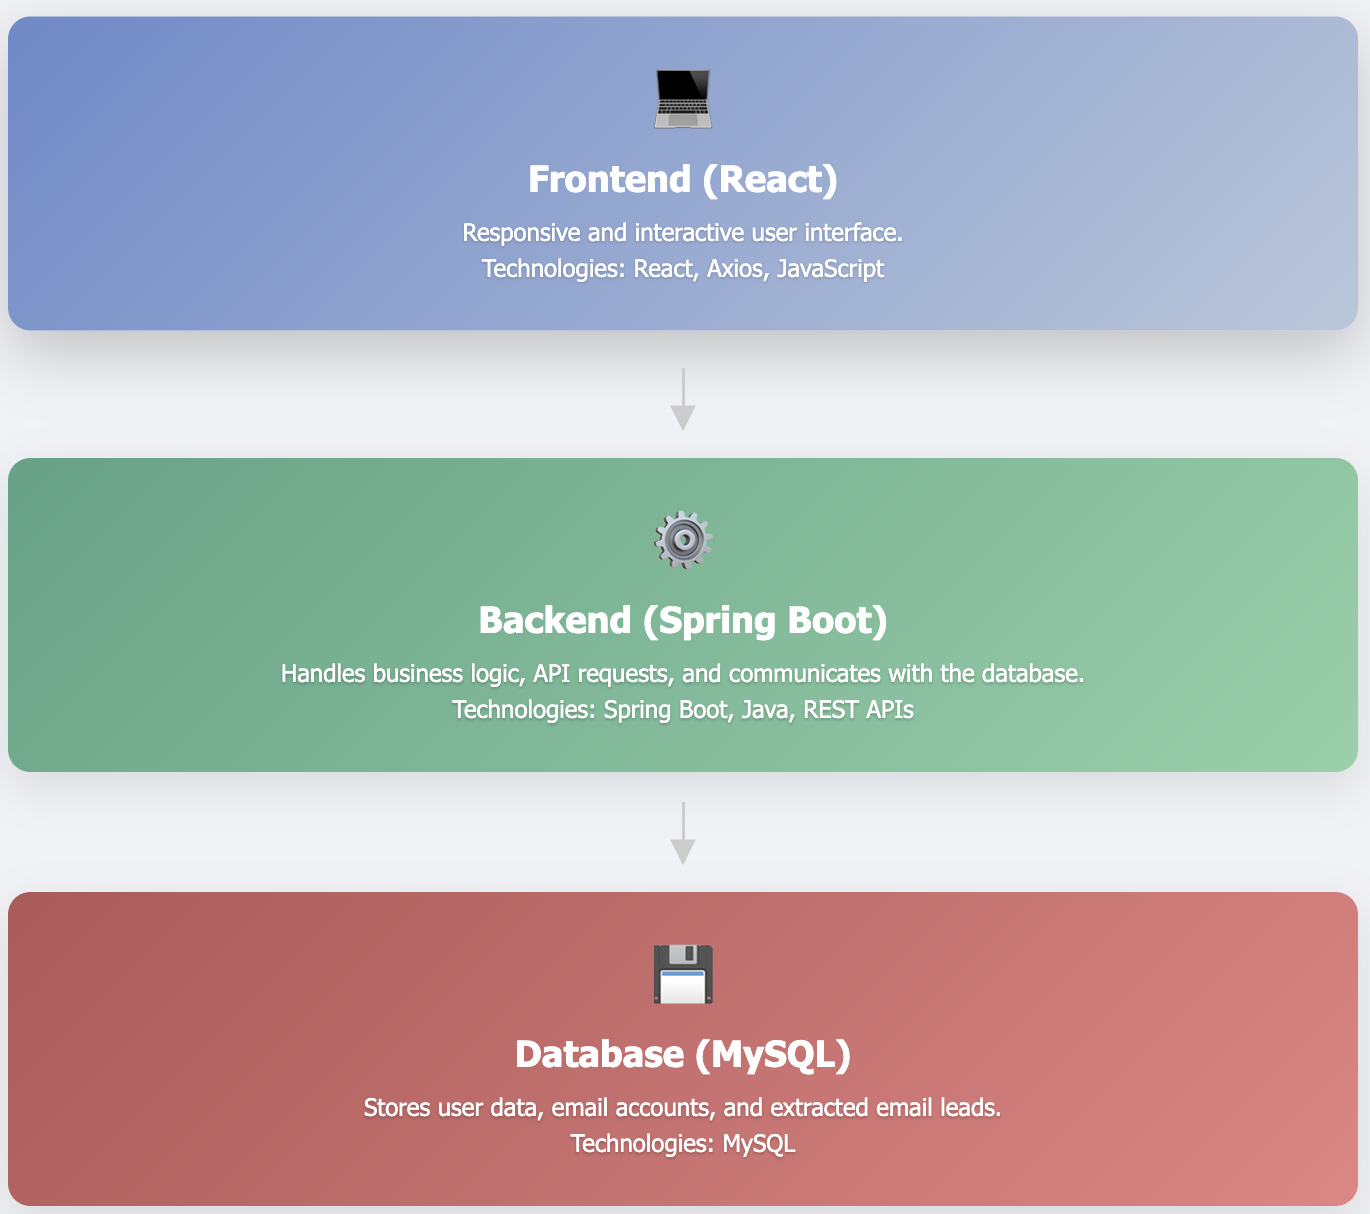 Frontend (React)
Responsive and interactive user interface.
Technologies: React, Axios, JavaScript
Backend (Spring Boot)
Handles business logic, API requests, and communicates with the database.
Technologies: Spring Boot, Java, REST APIs
Database (MySQL)
Stores user data, email accounts, and extracted email leads.
Technologies: MySQL